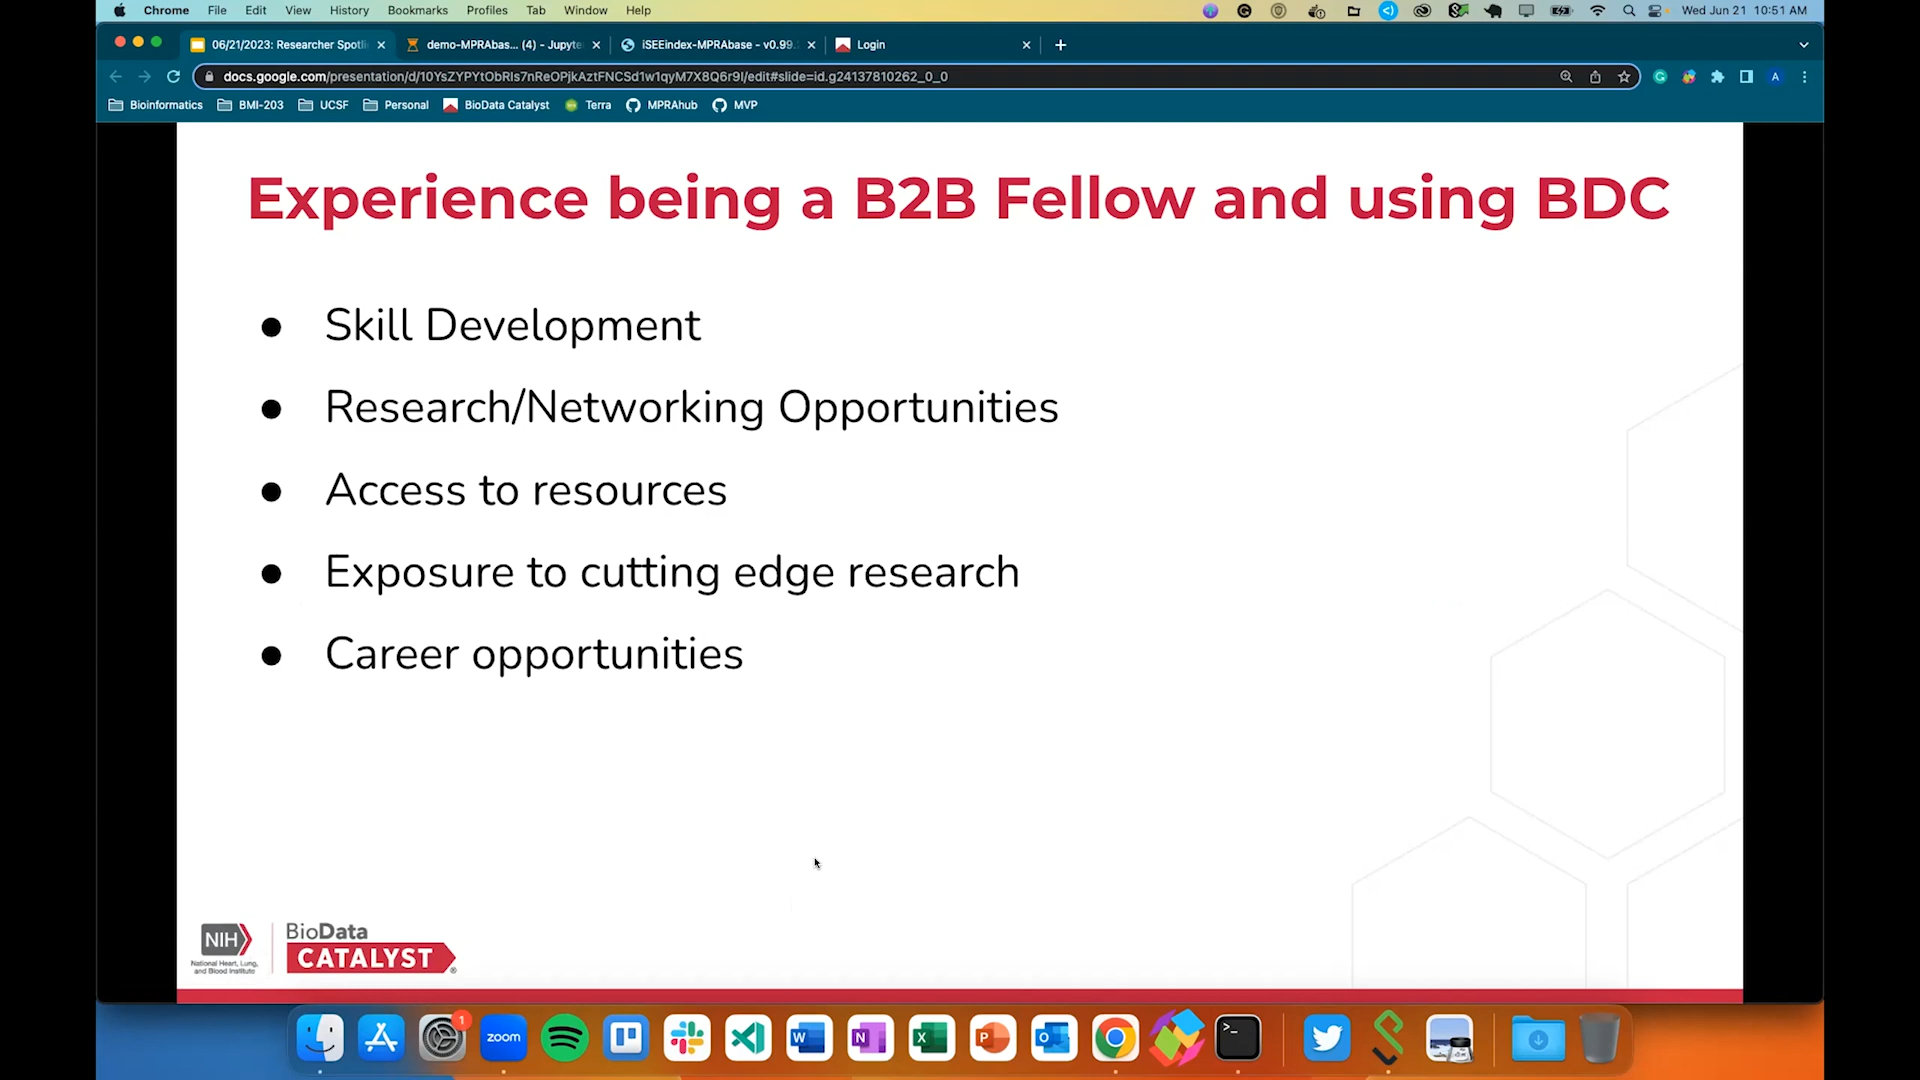 Chrome File Edit View History Bookmarks Profiles Tab Window Help Wed Jun 21 10:51 AM
06/21/2023: Researcher Spotli demo-MPRAbas... (4) - Jupyte iSEEindex-MPRAbase - v0.99. Login
docs.google.com/presentation/d/10YsZYPYtObRIs7nReOPjkAztFNCSd1w1qyM7X8Q6r9I/edit#slide=id.g24137810262_0_0
A
Bioinformatics BMI-203 UCSF Personal BioData Catalyst Terra MPRAhub MVP
Experience being a B2B Fellow and using BDC
● Skill Development
● Research/Networking Opportunities
● Access to resources
● Exposure to cutting edge research
● Career opportunities
NIH
National Heart, Lung,
and Blood Institute
BioData
CATALYST®
1
zoom W N X P O >_